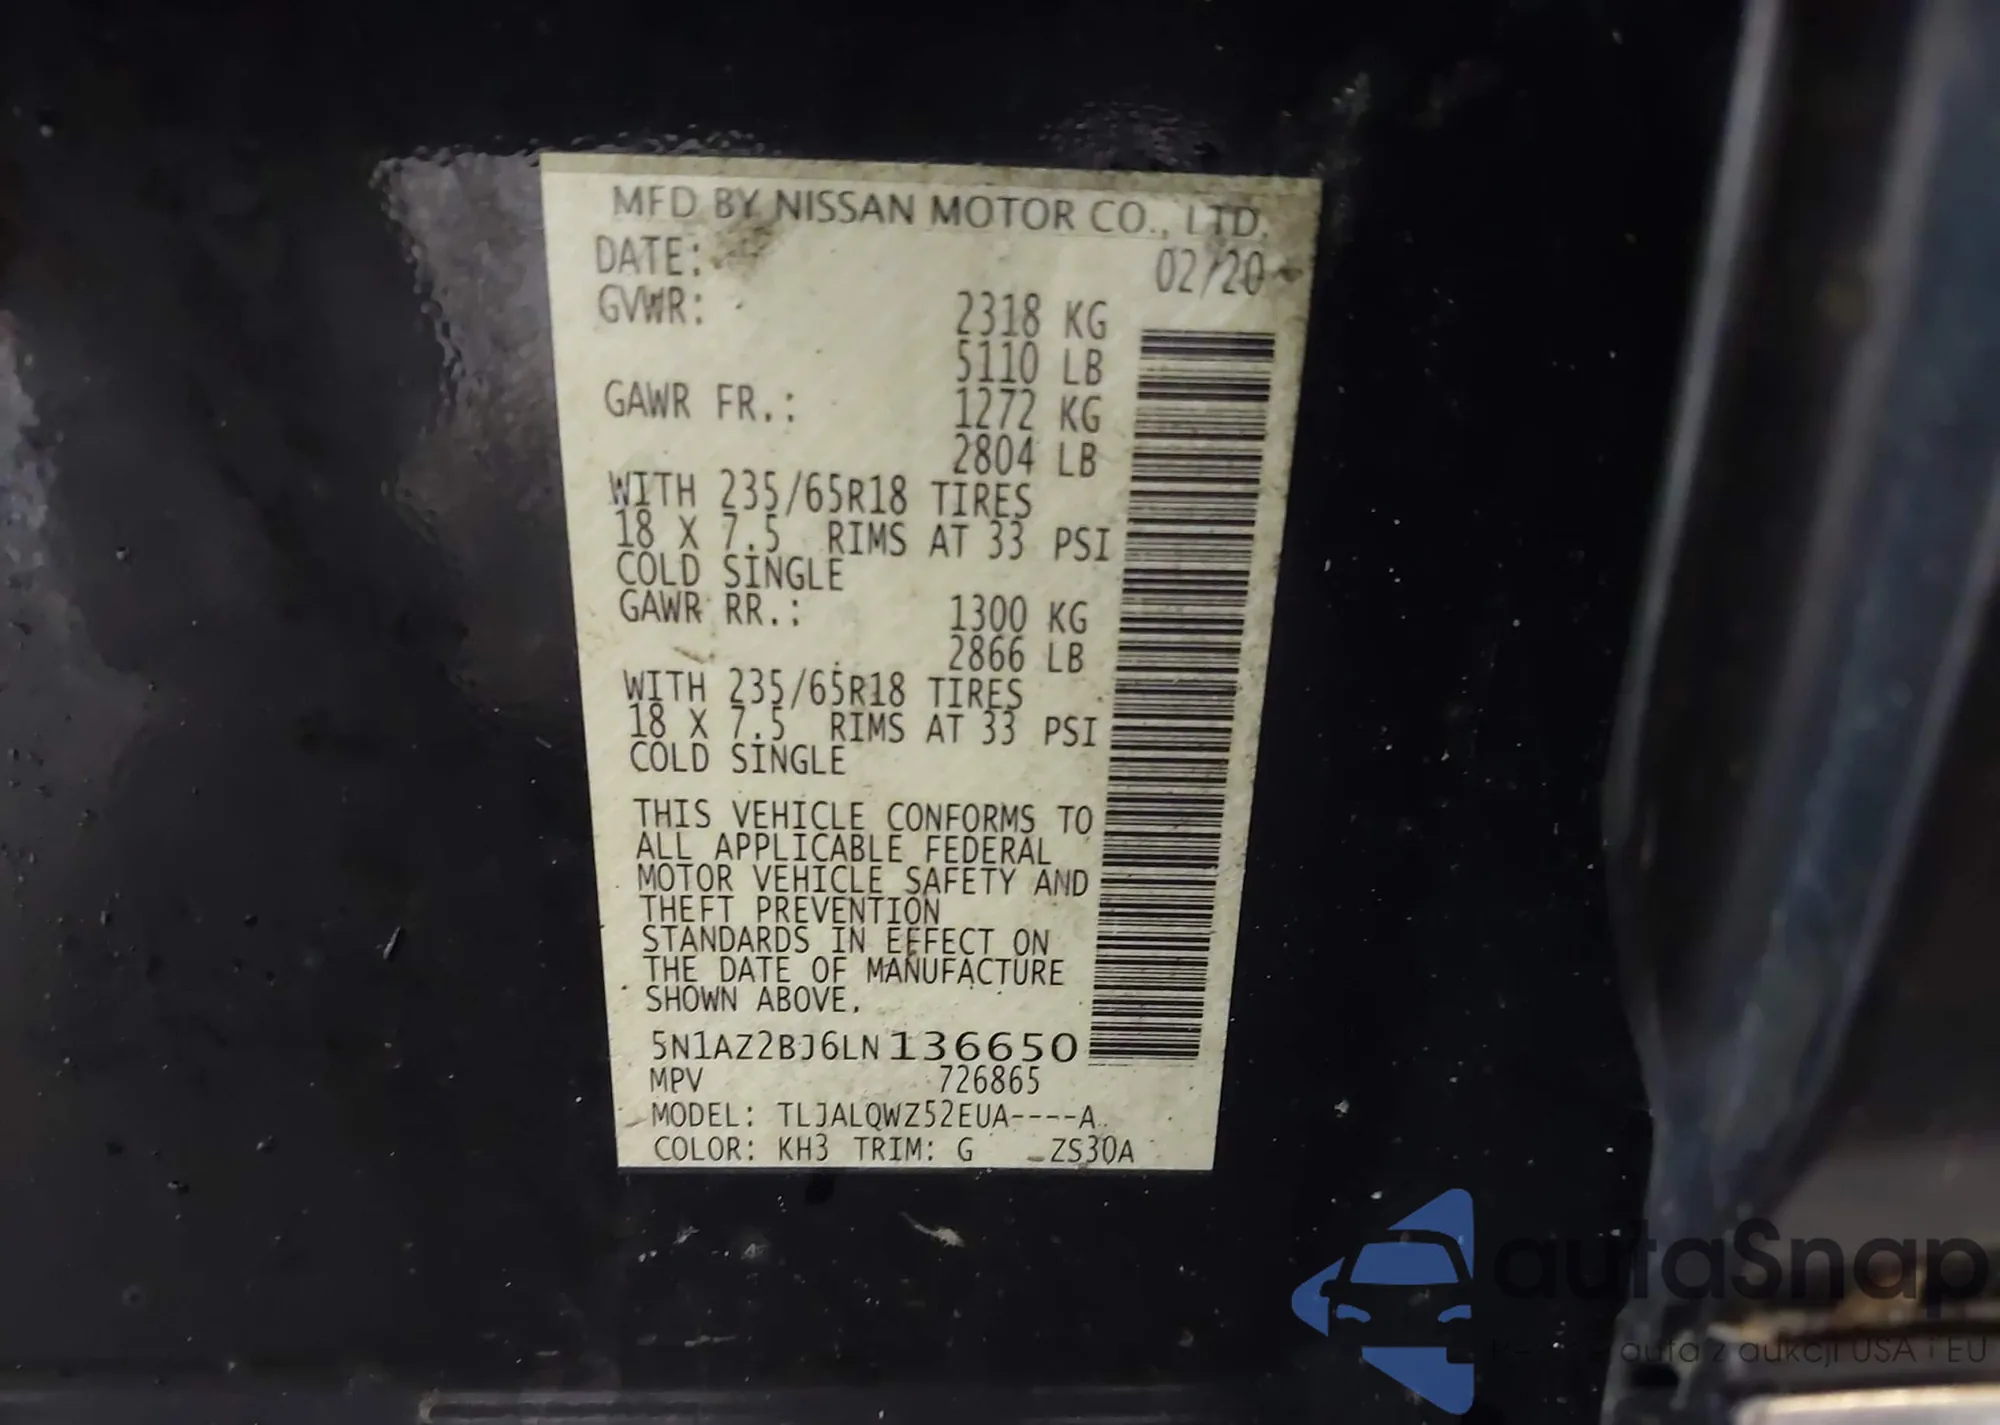 MFD BY NISSAN MOTOR CO., LTD.
DATE: 02/20
GVWR: 2318 KG
5110 LB
GAWR FR.: 1272 KG
2804 LB
WITH 235/65R18 TIRES
18 X 7.5 RIMS AT 33 PSI
COLD SINGLE
GAWR RR.: 1300 KG
2866 LB
WITH 235/65R18 TIRES
18 X 7.5 RIMS AT 33 PSI
COLD SINGLE
THIS VEHICLE CONFORMS TO
ALL APPLICABLE FEDERAL
MOTOR VEHICLE SAFETY AND
THEFT PREVENTION
STANDARDS IN EFFECT ON
THE DATE OF MANUFACTURE
SHOWN ABOVE.
5N1AZ2BJ6LN136650
MPV 726865
MODEL: TLJALQWZ52EUA----A
COLOR: KH3 TRIM: G ZS30A
autaSnap
auta z aukcji USA i EU